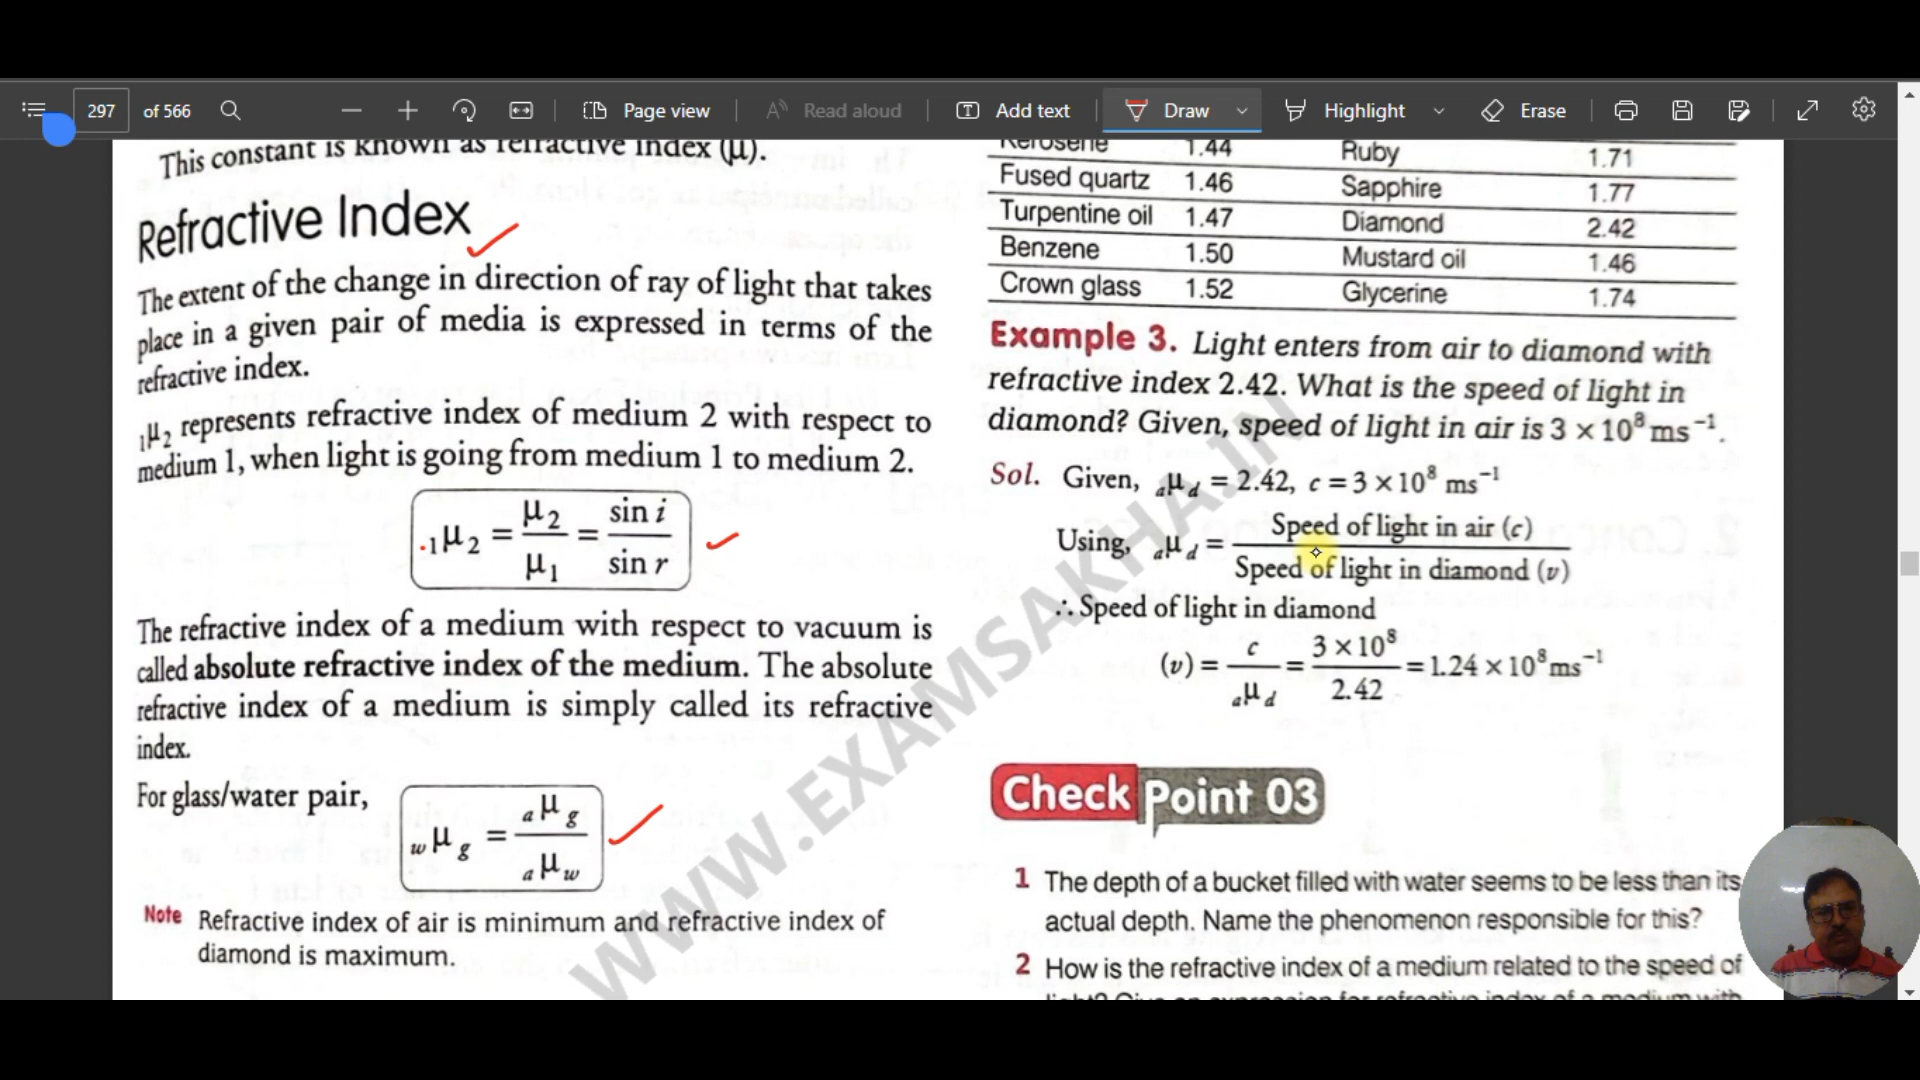 297 of 566 Page view Read aloud Add text Draw Highlight Erase
This constant is known as refractive index (μ).
Refractive Index
The extent of the change in direction of ray of light that takes
place in a given pair of media is expressed in terms of the
refractive index.
₁μ₂ represents refractive index of medium 2 with respect to
medium 1, when light is going from medium 1 to medium 2.
₁μ₂ = μ₂/μ₁ = sin i/sin r
The refractive index of a medium with respect to vacuum is
called absolute refractive index of the medium. The absolute
refractive index of a medium is simply called its refractive
index.
For glass/water pair, wμg = aμg/aμw
Note Refractive index of air is minimum and refractive index of
diamond is maximum.
Kerosene 1.44 Ruby 1.71
Fused quartz 1.46 Sapphire 1.77
Turpentine oil 1.47 Diamond 2.42
Benzene 1.50 Mustard oil 1.46
Crown glass 1.52 Glycerine 1.74
Example 3. Light enters from air to diamond with
refractive index 2.42. What is the speed of light in
diamond? Given, speed of light in air is 3 × 10⁸ ms⁻¹.
Sol. Given, aμd = 2.42, c = 3 × 10⁸ ms⁻¹
Using, aμd = Speed of light in air (c)/Speed of light in diamond (v)
∴ Speed of light in diamond
(v) = c/aμd = 3 × 10⁸/2.42 = 1.24 × 10⁸ ms⁻¹
Check Point 03
1 The depth of a bucket filled with water seems to be less than its
actual depth. Name the phenomenon responsible for this?
2 How is the refractive index of a medium related to the speed of
light? Give an expression for refractive index of a medium with
WWW.EXAMSAKHA.IN